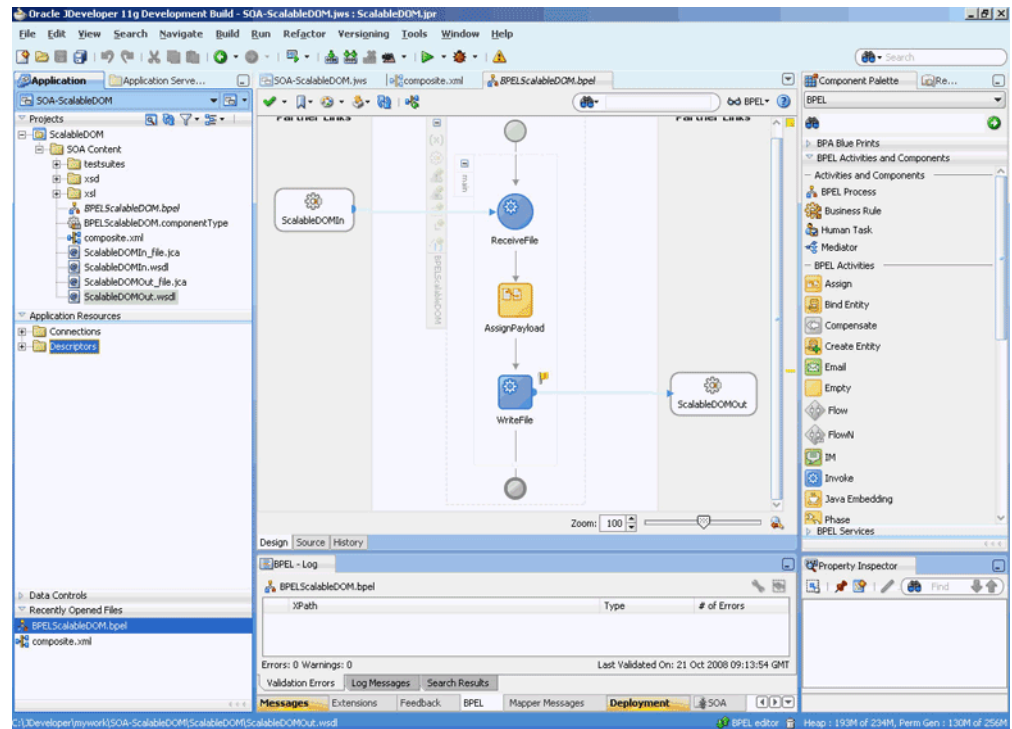 Oracle JDeveloper 11g Development Build - SOA-ScalableDOM.jws : ScalableDOM.jpr
File Edit View Search Navigate Build Run Refactor Versioning Tools Window Help
Search
Application
Application Serve...
SOA-ScalableDOM
Projects
ScalableDOM
SOA Content
testsuites
xsd
xsl
BPELScalableDOM.bpel
BPELScalableDOM.componentType
composite.xml
ScalableDOMIn_file.jca
ScalableDOMIn.wsdl
ScalableDOMOut_file.jca
ScalableDOMOut.wsdl
Application Resources
Connections
Descriptors
Data Controls
Recently Opened Files
BPELScalableDOM.bpel
composite.xml
SOA-ScalableDOM.jws
composite.xml
BPELScalableDOM.bpel
BPEL
Partner Links
Partner Links
(x)
BPELScalableDOM
main
ScalableDOMIn
ReceiveFile
AssignPayload
WriteFile
ScalableDOMOut
Zoom: 100
Design Source History
BPEL - Log
BPELScalableDOM.bpel
XPath Type # of Errors
Errors: 0 Warnings: 0 Last Validated On: 21 Oct 2008 09:13:54 GMT
Validation Errors Log Messages Search Results
Messages Extensions Feedback BPEL Mapper Messages Deployment SOA
Component Palette
Re...
BPEL
BPA Blue Prints
BPEL Activities and Components
Activities and Components
BPEL Process
Business Rule
Human Task
Mediator
BPEL Activities
Assign
Bind Entity
Compensate
Create Entity
Email
Empty
Flow
FlowN
IM
Invoke
Java Embedding
Phase
BPEL Services
Property Inspector
Find
C:\JDeveloper\mywork\SOA-ScalableDOM\ScalableDOM\ScalableDOMOut.wsdl
BPEL editor
Heap : 193M of 234M, Perm Gen : 130M of 256M